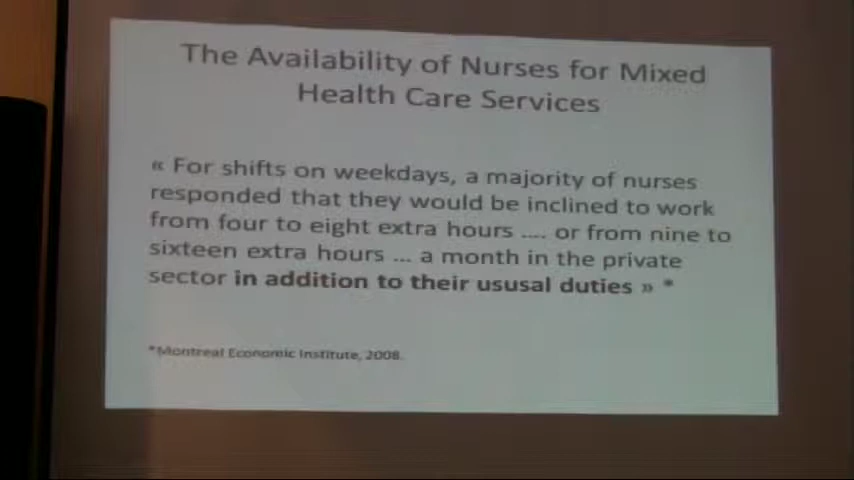 The Availability of Nurses for Mixed
Health Care Services
« For shifts on weekdays, a majority of nurses
responded that they would be inclined to work
from four to eight extra hours .... or from nine to
sixteen extra hours ... a month in the private
sector in addition to their ususal duties » *
*Montreal Economic Institute, 2008.